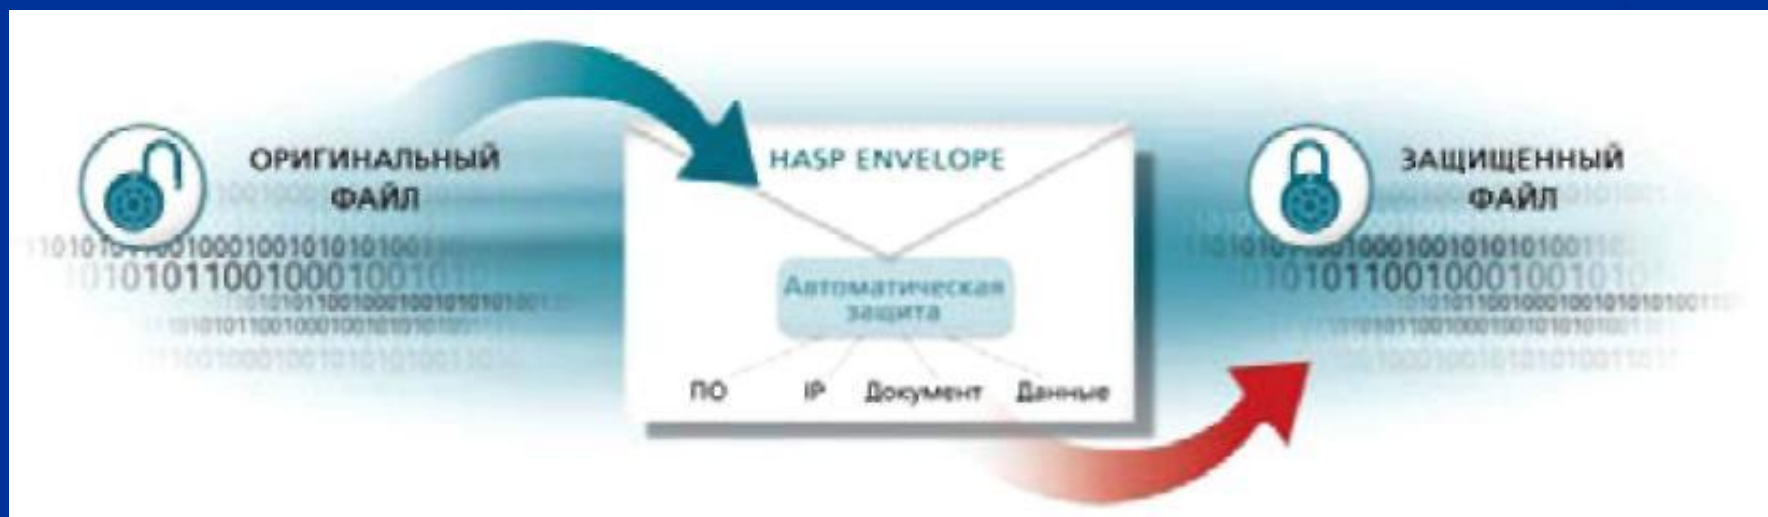 ОРИГИНАЛЬНЫЙ
ФАЙЛ
HASP ENVELOPE
Автоматическая
защита
ПО IP Документ Данные
ЗАЩИЩЕННЫЙ
ФАЙЛ